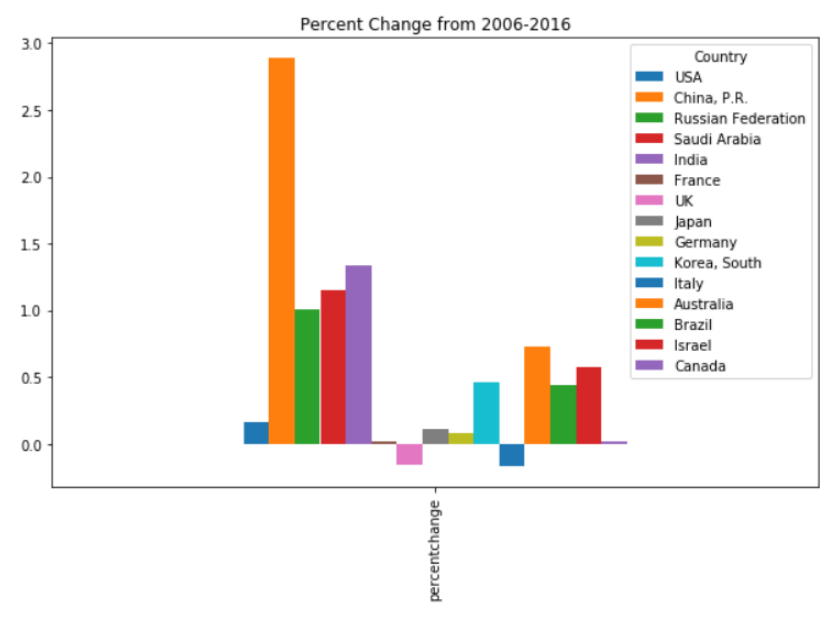 Percent Change from 2006-2016
3.0
2.5
2.0
1.5
1.0
0.5
0.0
Country
USA
China, P.R.
Russian Federation
Saudi Arabia
India
France
UK
Japan
Germany
Korea, South
Italy
Australia
Brazil
Israel
Canada
percentchange